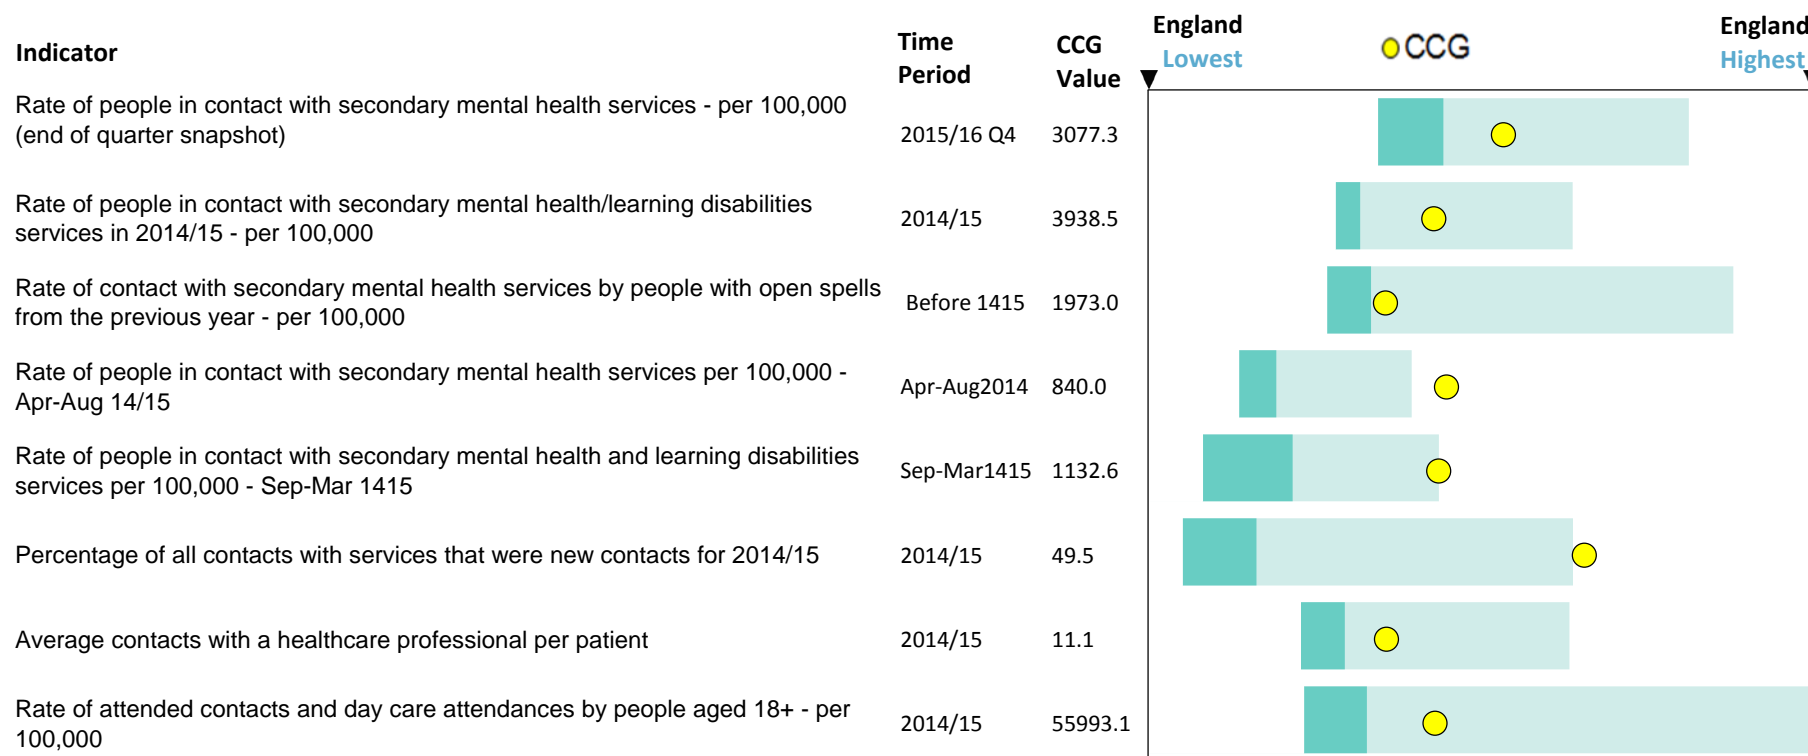 Indicator
Time Period
CCG Value
England Lowest
CCG
England Highest
Rate of people in contact with secondary mental health services - per 100,000
(end of quarter snapshot)
2015/16 Q4
3077.3
Rate of people in contact with secondary mental health/learning disabilities
services in 2014/15 - per 100,000
2014/15
3938.5
Rate of contact with secondary mental health services by people with open spells
from the previous year - per 100,000
Before 1415
1973.0
Rate of people in contact with secondary mental health services per 100,000 -
Apr-Aug 14/15
Apr-Aug2014
840.0
Rate of people in contact with secondary mental health and learning disabilities
services per 100,000 - Sep-Mar 1415
Sep-Mar1415
1132.6
Percentage of all contacts with services that were new contacts for 2014/15
2014/15
49.5
Average contacts with a healthcare professional per patient
2014/15
11.1
Rate of attended contacts and day care attendances by people aged 18+ - per
100,000
2014/15
55993.1